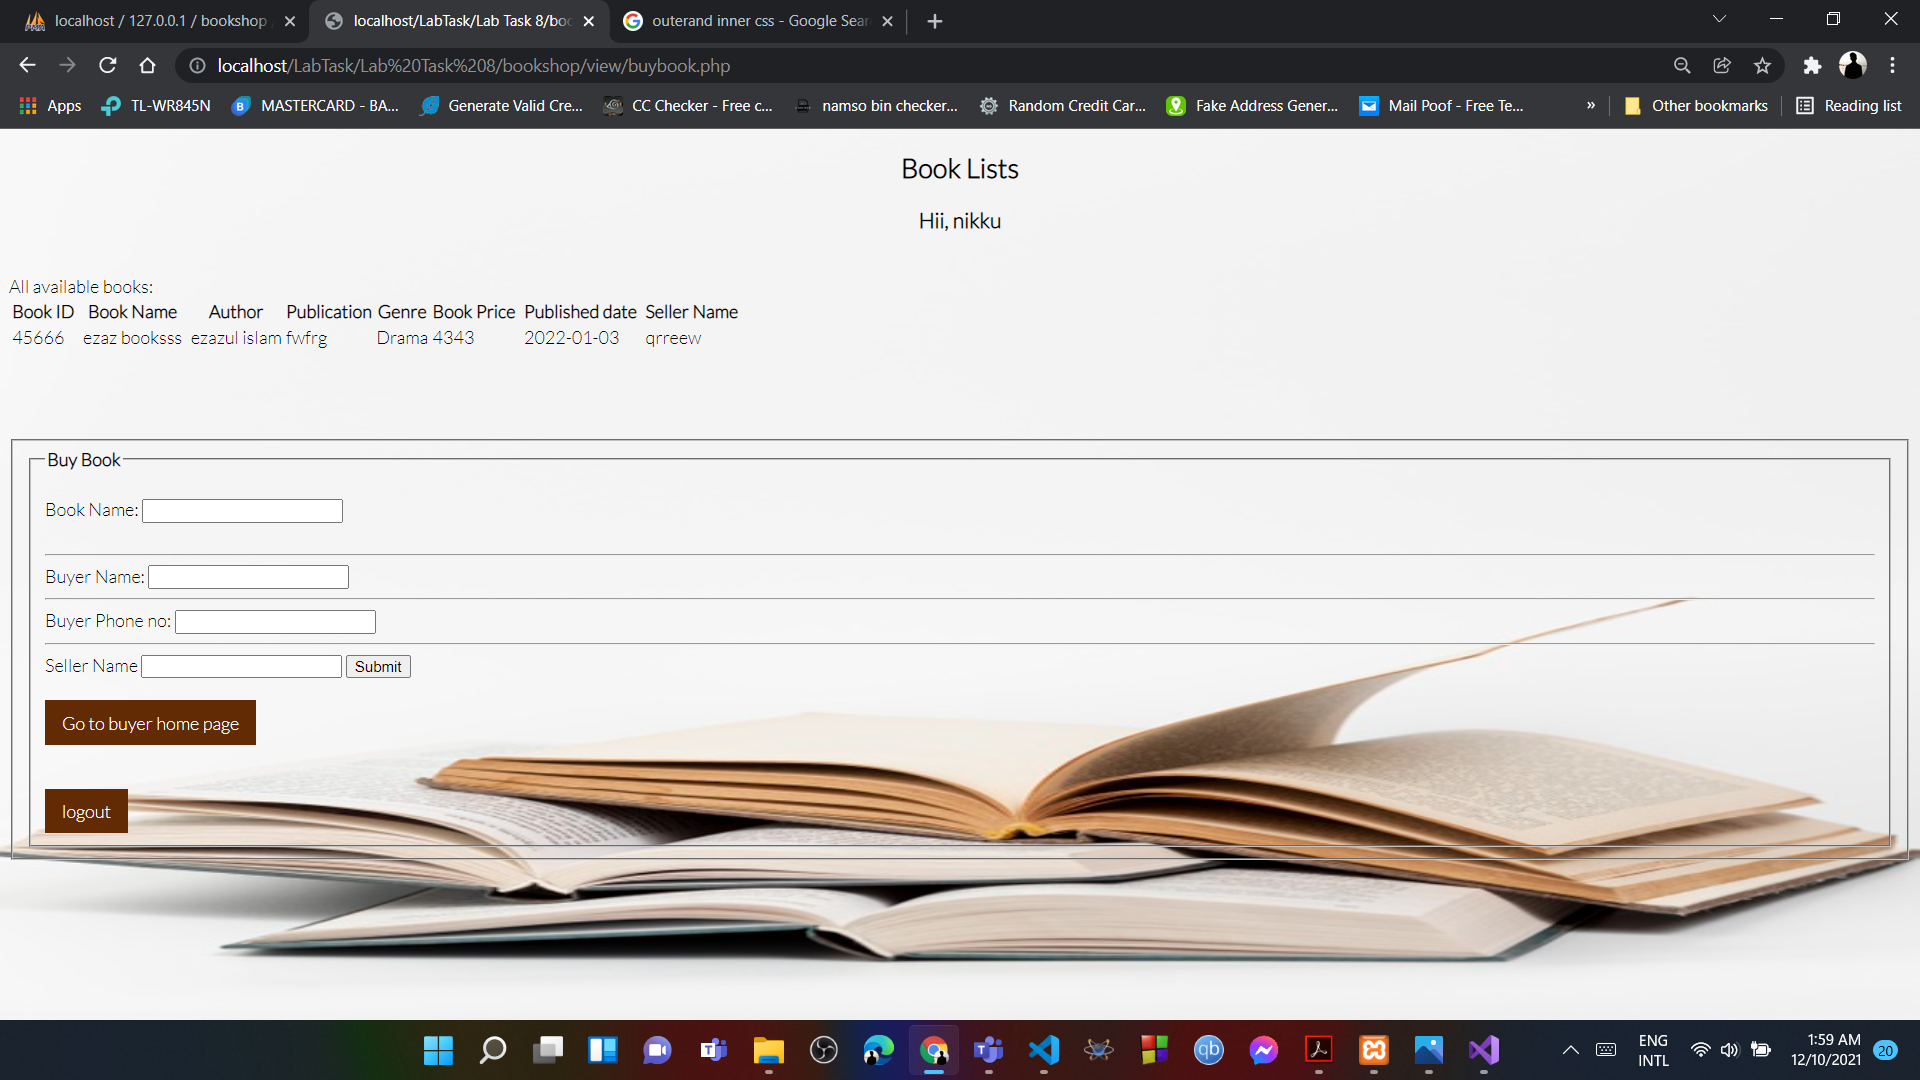 localhost / 127.0.0.1 / bookshop
localhost/LabTask/Lab Task 8/boo
outerand inner css - Google Sear
localhost/LabTask/Lab%20Task%208/bookshop/view/buybook.php
Apps
TL-WR845N
MASTERCARD - BA...
Generate Valid Cre...
CC Checker - Free c...
namso bin checker...
Random Credit Car...
Fake Address Gener...
Mail Poof - Free Te...
»
Other bookmarks
Reading list
Book Lists
Hii, nikku
All available books:
Book ID Book Name Author Publication Genre Book Price Published date Seller Name
45666 ezaz booksss ezazul islam fwfrg Drama 4343 2022-01-03 qrreew
Buy Book
Book Name:
Buyer Name:
Buyer Phone no:
Seller Name Submit
Go to buyer home page
logout
qb
ENG
INTL
1:59 AM
12/10/2021
20